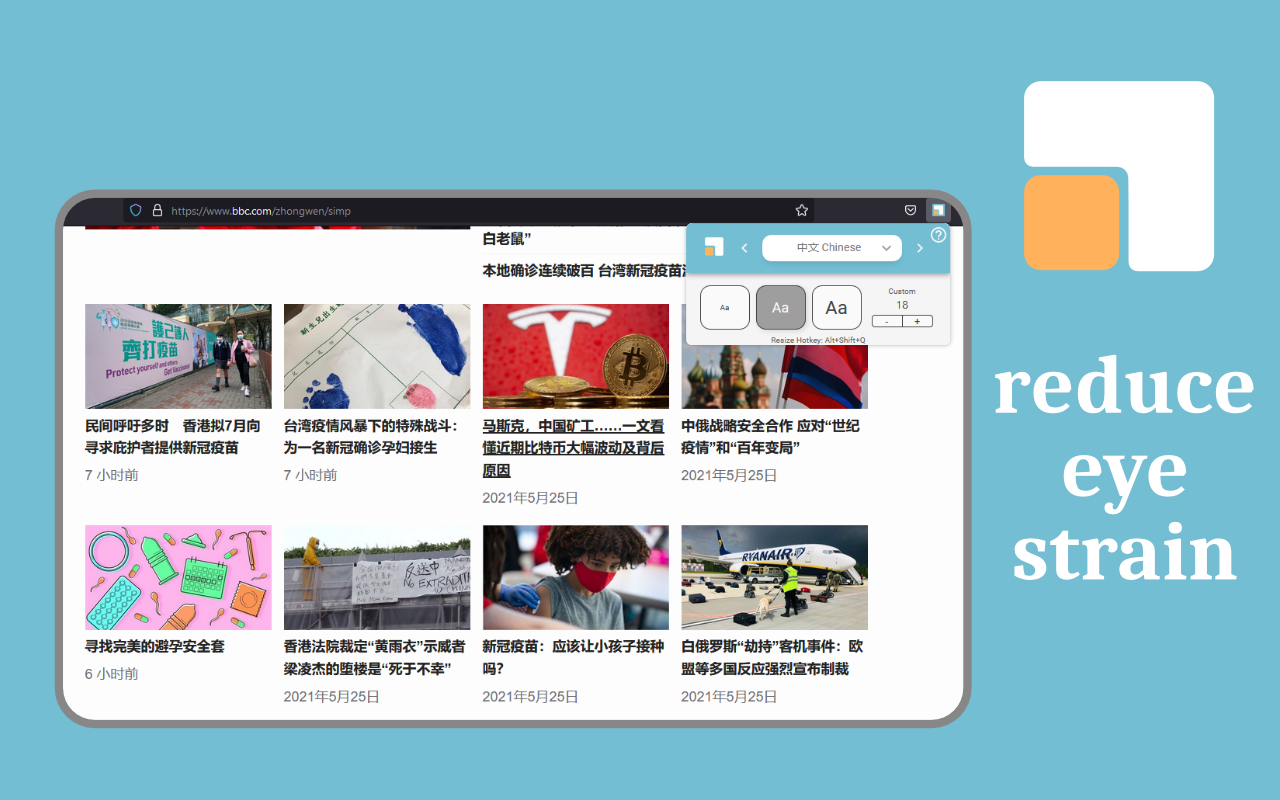 https://www.bbc.com/zhongwen/simp
白老鼠”
本地确诊连续破百 台湾新冠疫苗
中文 Chinese
?
Aa
Aa
Aa
Custom
18
-
+
Resize Hotkey: Alt+Shift+Q
護己護人
齊打疫苗
Protect yourself and others
Get Vaccinated
民间呼吁多时 香港拟7月向
寻求庇护者提供新冠疫苗
7 小时前
台湾疫情风暴下的特殊战斗：
为一名新冠确诊孕妇接生
7 小时前
马斯克，中国矿工……一文看
懂近期比特币大幅波动及背后
原因
2021年5月25日
中俄战略安全合作 应对“世纪
疫情”和“百年变局”
2021年5月25日
反送中
NO EXTRADITI
RYANAIR
寻找完美的避孕安全套
6 小时前
香港法院裁定“黄雨衣”示威者
梁凌杰的堕楼是“死于不幸”
2021年5月25日
新冠疫苗：应该让小孩子接种
吗？
2021年5月25日
白俄罗斯“劫持”客机事件：欧
盟等多国反应强烈宣布制裁
2021年5月25日
reduce
eye
strain